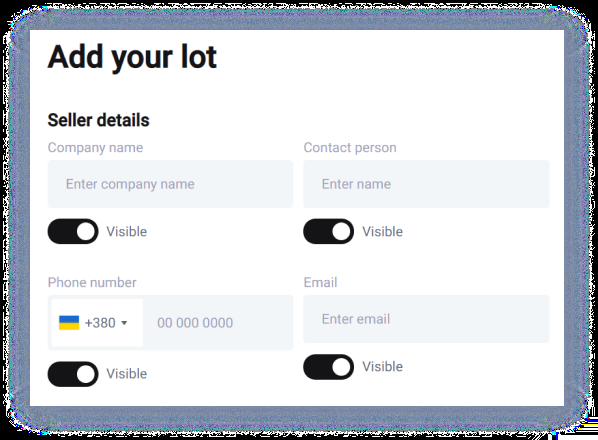 Add your lot
Seller details
Company name
Contact person
Enter company name
Enter name
Visible
Visible
Phone number
Email
+380
00 000 0000
Enter email
Visible
Visible